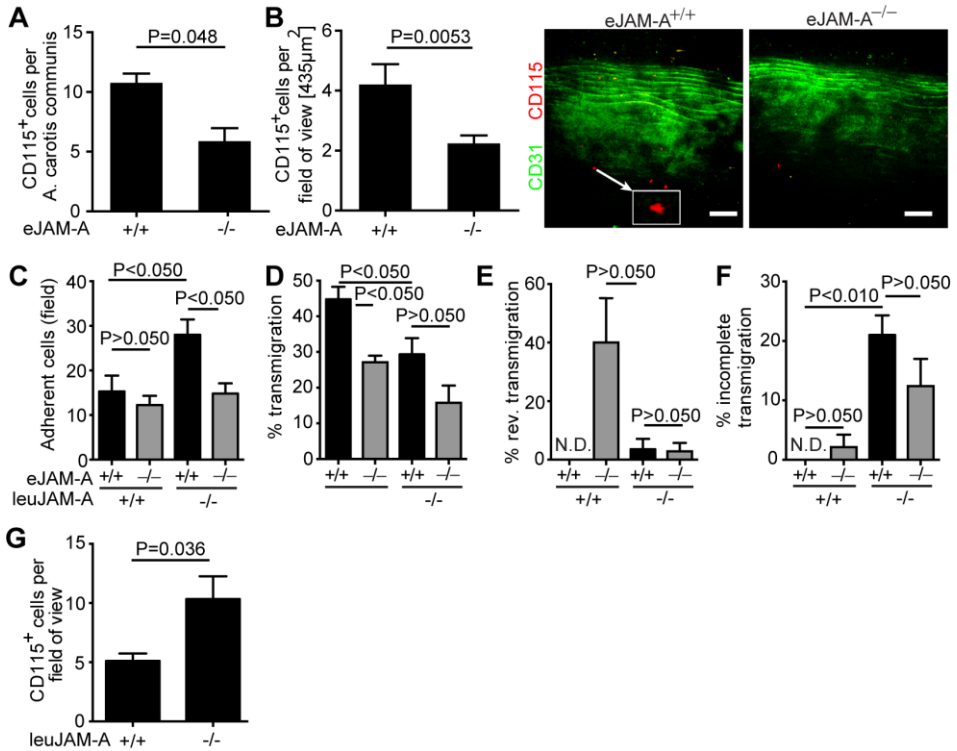 A
CD115+ cells per
A. carotis communis
15
10
5
0
P=0.048
eJAM-A
+/+
-/-
B
CD115+cells per
field of view [435µm2]
6
4
2
0
P=0.0053
eJAM-A
+/+
-/-
eJAM-A+/+
eJAM-A−/−
CD31
CD115
C
Adherent cells (field)
40
30
20
10
0
P<0.050
P<0.050
P>0.050
eJAM-A
+/+
−/−
+/+
−/−
leuJAM-A
+/+
-/-
D
% transmigration
50
40
30
20
10
0
P<0.050
P<0.050
P>0.050
+/+
−/−
+/+
−/−
-/-
E
% rev. transmigration
60
40
20
0
P>0.050
P>0.050
N.D.
+/+
−/−
+/+
−/−
+/+
-/-
F
% incomplete
transmigration
30
20
10
0
P<0.010
P>0.050
P>0.050
N.D.
+/+
−/−
+/+
−/−
+/+
-/-
G
CD115+ cells per
field of view
15
10
5
0
P=0.036
leuJAM-A
+/+
-/-